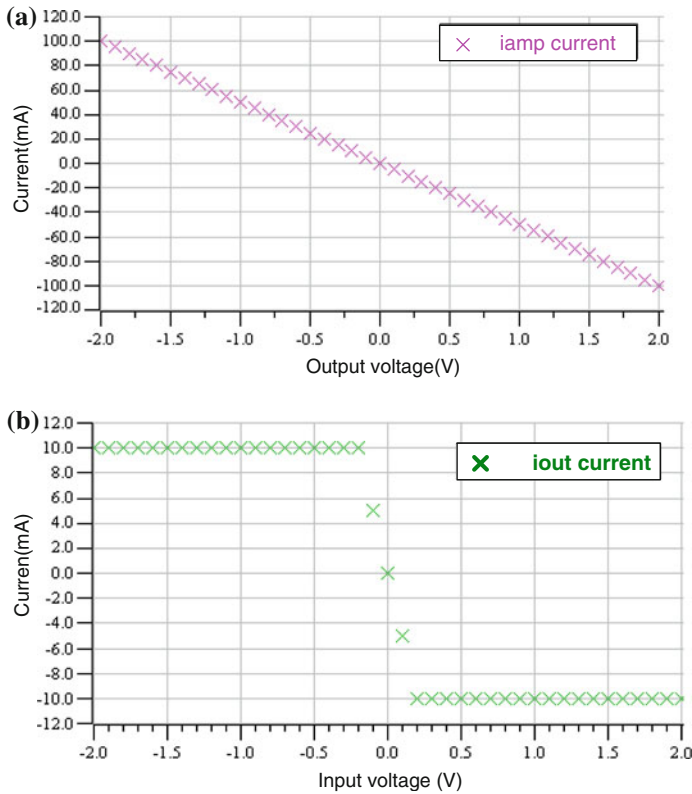 (a)
120.0
100.0
80.0
60.0
40.0
20.0
0.0
-20.0
-40.0
-60.0
-80.0
-100.0
-120.0
Current(mA)
iamp current
-2.0 -1.5 -1.0 -0.5 0.0 0.5 1.0 1.5 2.0
Output voltage(V)
(b)
12.0
10.0
8.0
6.0
4.0
2.0
0.0
-2.0
-4.0
-6.0
-8.0
-10.0
-12.0
Curren(mA)
iout current
-2.0 -1.5 -1.0 -0.5 0.0 0.5 1.0 1.5 2.0
Input voltage (V)